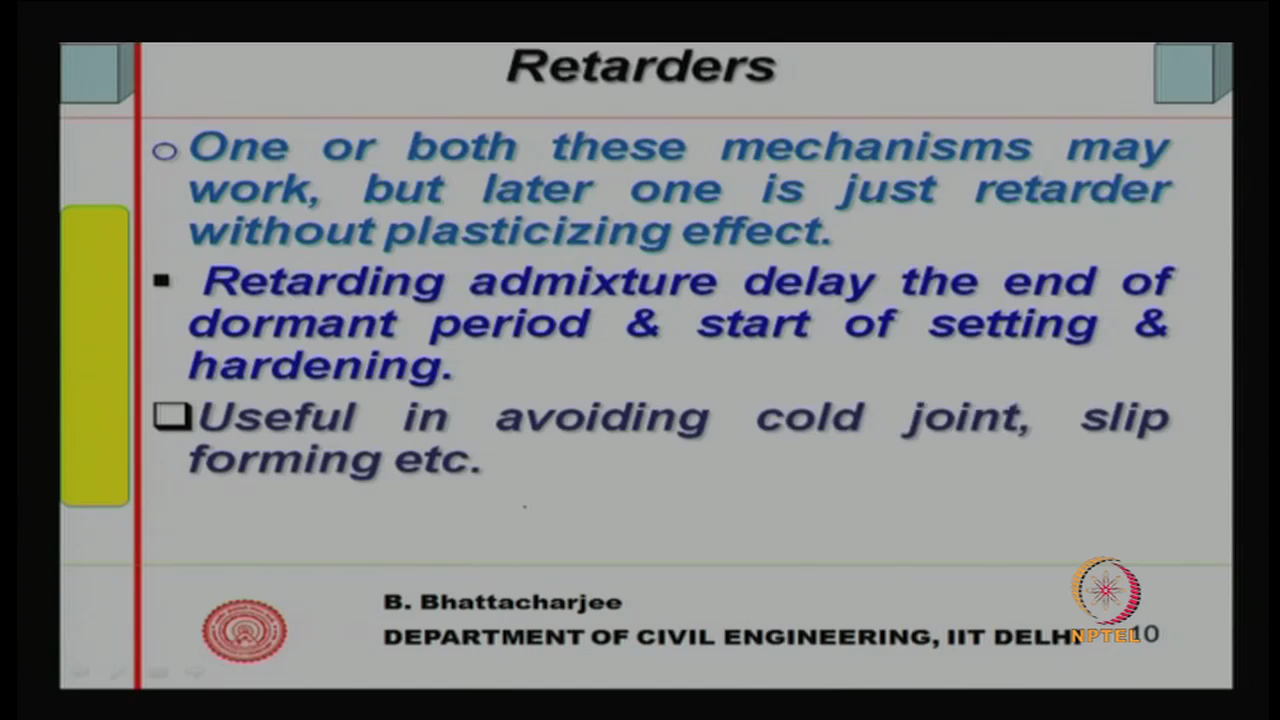 Retarders
One or both these mechanisms may
work, but later one is just retarder
without plasticizing effect.
Retarding admixture delay the end of
dormant period & start of setting &
hardening.
Useful in avoiding cold joint, slip
forming etc.
B. Bhattacharjee
DEPARTMENT OF CIVIL ENGINEERING, IIT DELHI
NPTEL 10